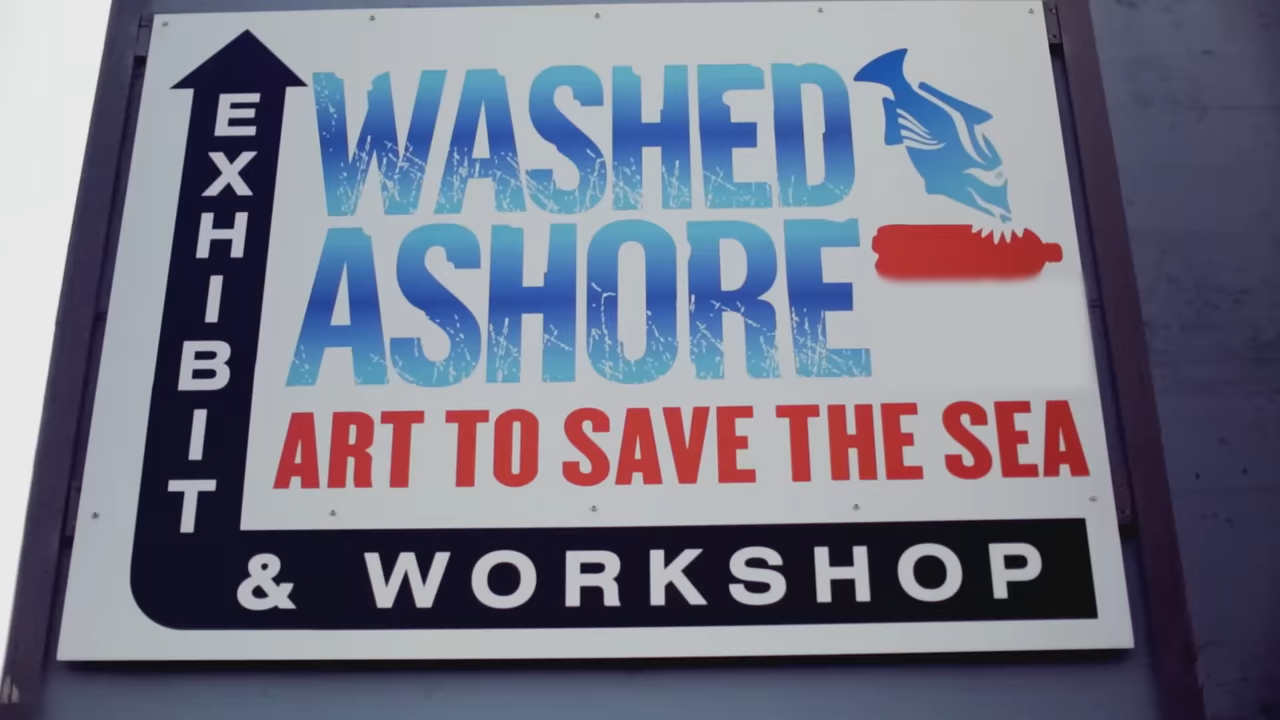 EXHIBIT
WASHED
ASHORE
ART TO SAVE THE SEA
& WORKSHOP